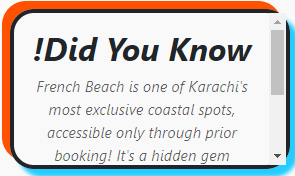 !Did You Know
French Beach is one of Karachi's
most exclusive coastal spots,
accessible only through prior
booking! It's a hidden gem